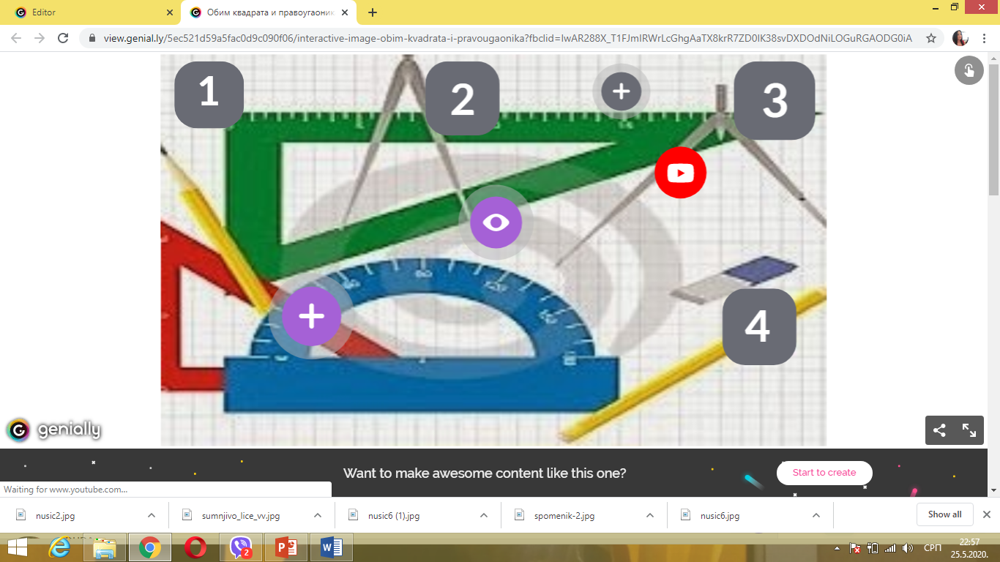 Editor
Обим квадрата и правоугаоник
view.genial.ly/5ec521d59a5fac0d9c090f06/interactive-image-obim-kvadrata-i-pravougaonika?fbclid=IwAR288X_T1FJmIRWrLcGhgAaTX8krR7ZD0IK38svDXDOdNiLOGuRGAODG0iA
1
2
3
4
genially
Want to make awesome content like this one?
Start to create
Waiting for www.youtube.com...
nusic2.jpg
sumnjivo_lice_vv.jpg
nusic6 (1).jpg
spomenik-2.jpg
nusic6.jpg
Show all
2
СРП
22:57
25.5.2020.